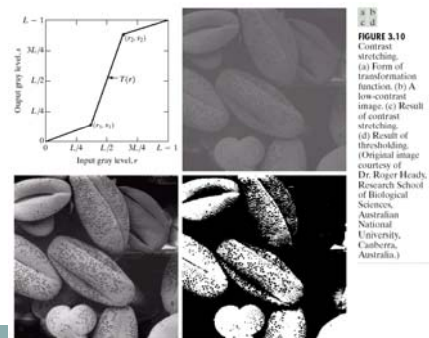 L − 1
3L/4
L/2
L/4
0
Output gray level, s
(r₂, s₂)
T(r)
(r₁, s₁)
0 L/4 L/2 3L/4 L − 1
Input gray level, r
a b
c d
FIGURE 3.10
Contrast
stretching.
(a) Form of
transformation
function. (b) A
low-contrast
image. (c) Result
of contrast
stretching.
(d) Result of
thresholding.
(Original image
courtesy of
Dr. Roger Heady,
Research School
of Biological
Sciences,
Australian
National
University,
Canberra,
Australia.)